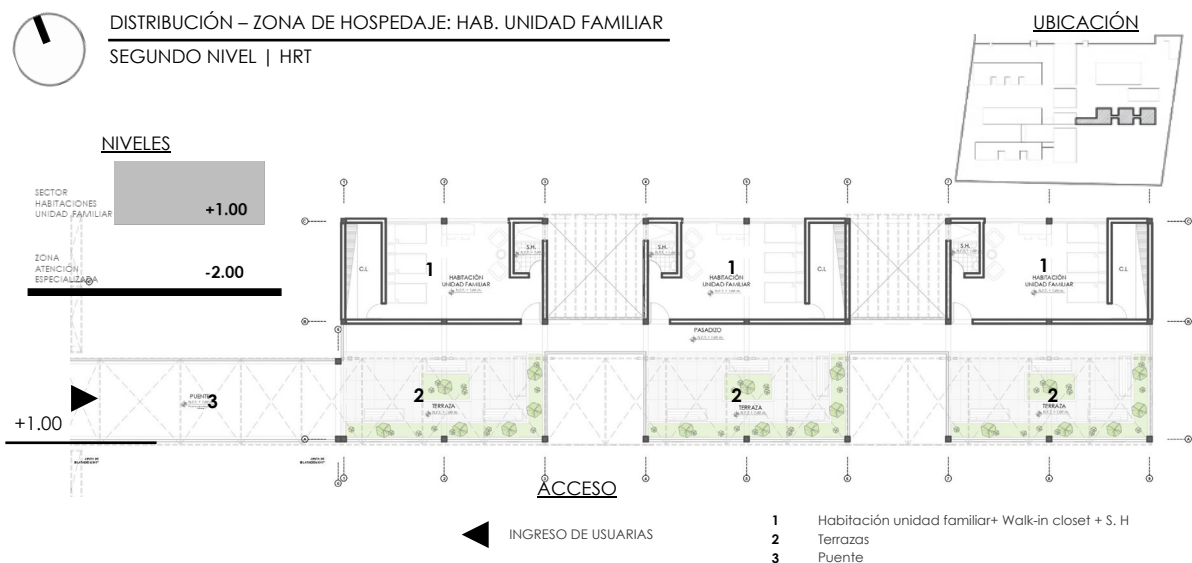 DISTRIBUCIÓN – ZONA DE HOSPEDAJE: HAB. UNIDAD FAMILIAR
SEGUNDO NIVEL | HRT
UBICACIÓN
NIVELES
SECTOR
HABITACIONES
UNIDAD FAMILIAR
+1.00
ZONA
ATENCIÓN
ESPECIALIZADA
-2.00
C.L
1
HABITACIÓN
UNIDAD FAMILIAR
S.H.
S.H.
1
HABITACIÓN
UNIDAD FAMILIAR
C.L
S.H.
1
HABITACIÓN
UNIDAD FAMILIAR
C.L
PASADIZO
PUENTE
3
2
TERRAZA
2
TERRAZA
2
TERRAZA
+1.00
ACCESO
INGRESO DE USUARIAS
1 Habitación unidad familiar+ Walk-in closet + S. H
2 Terrazas
3 Puente